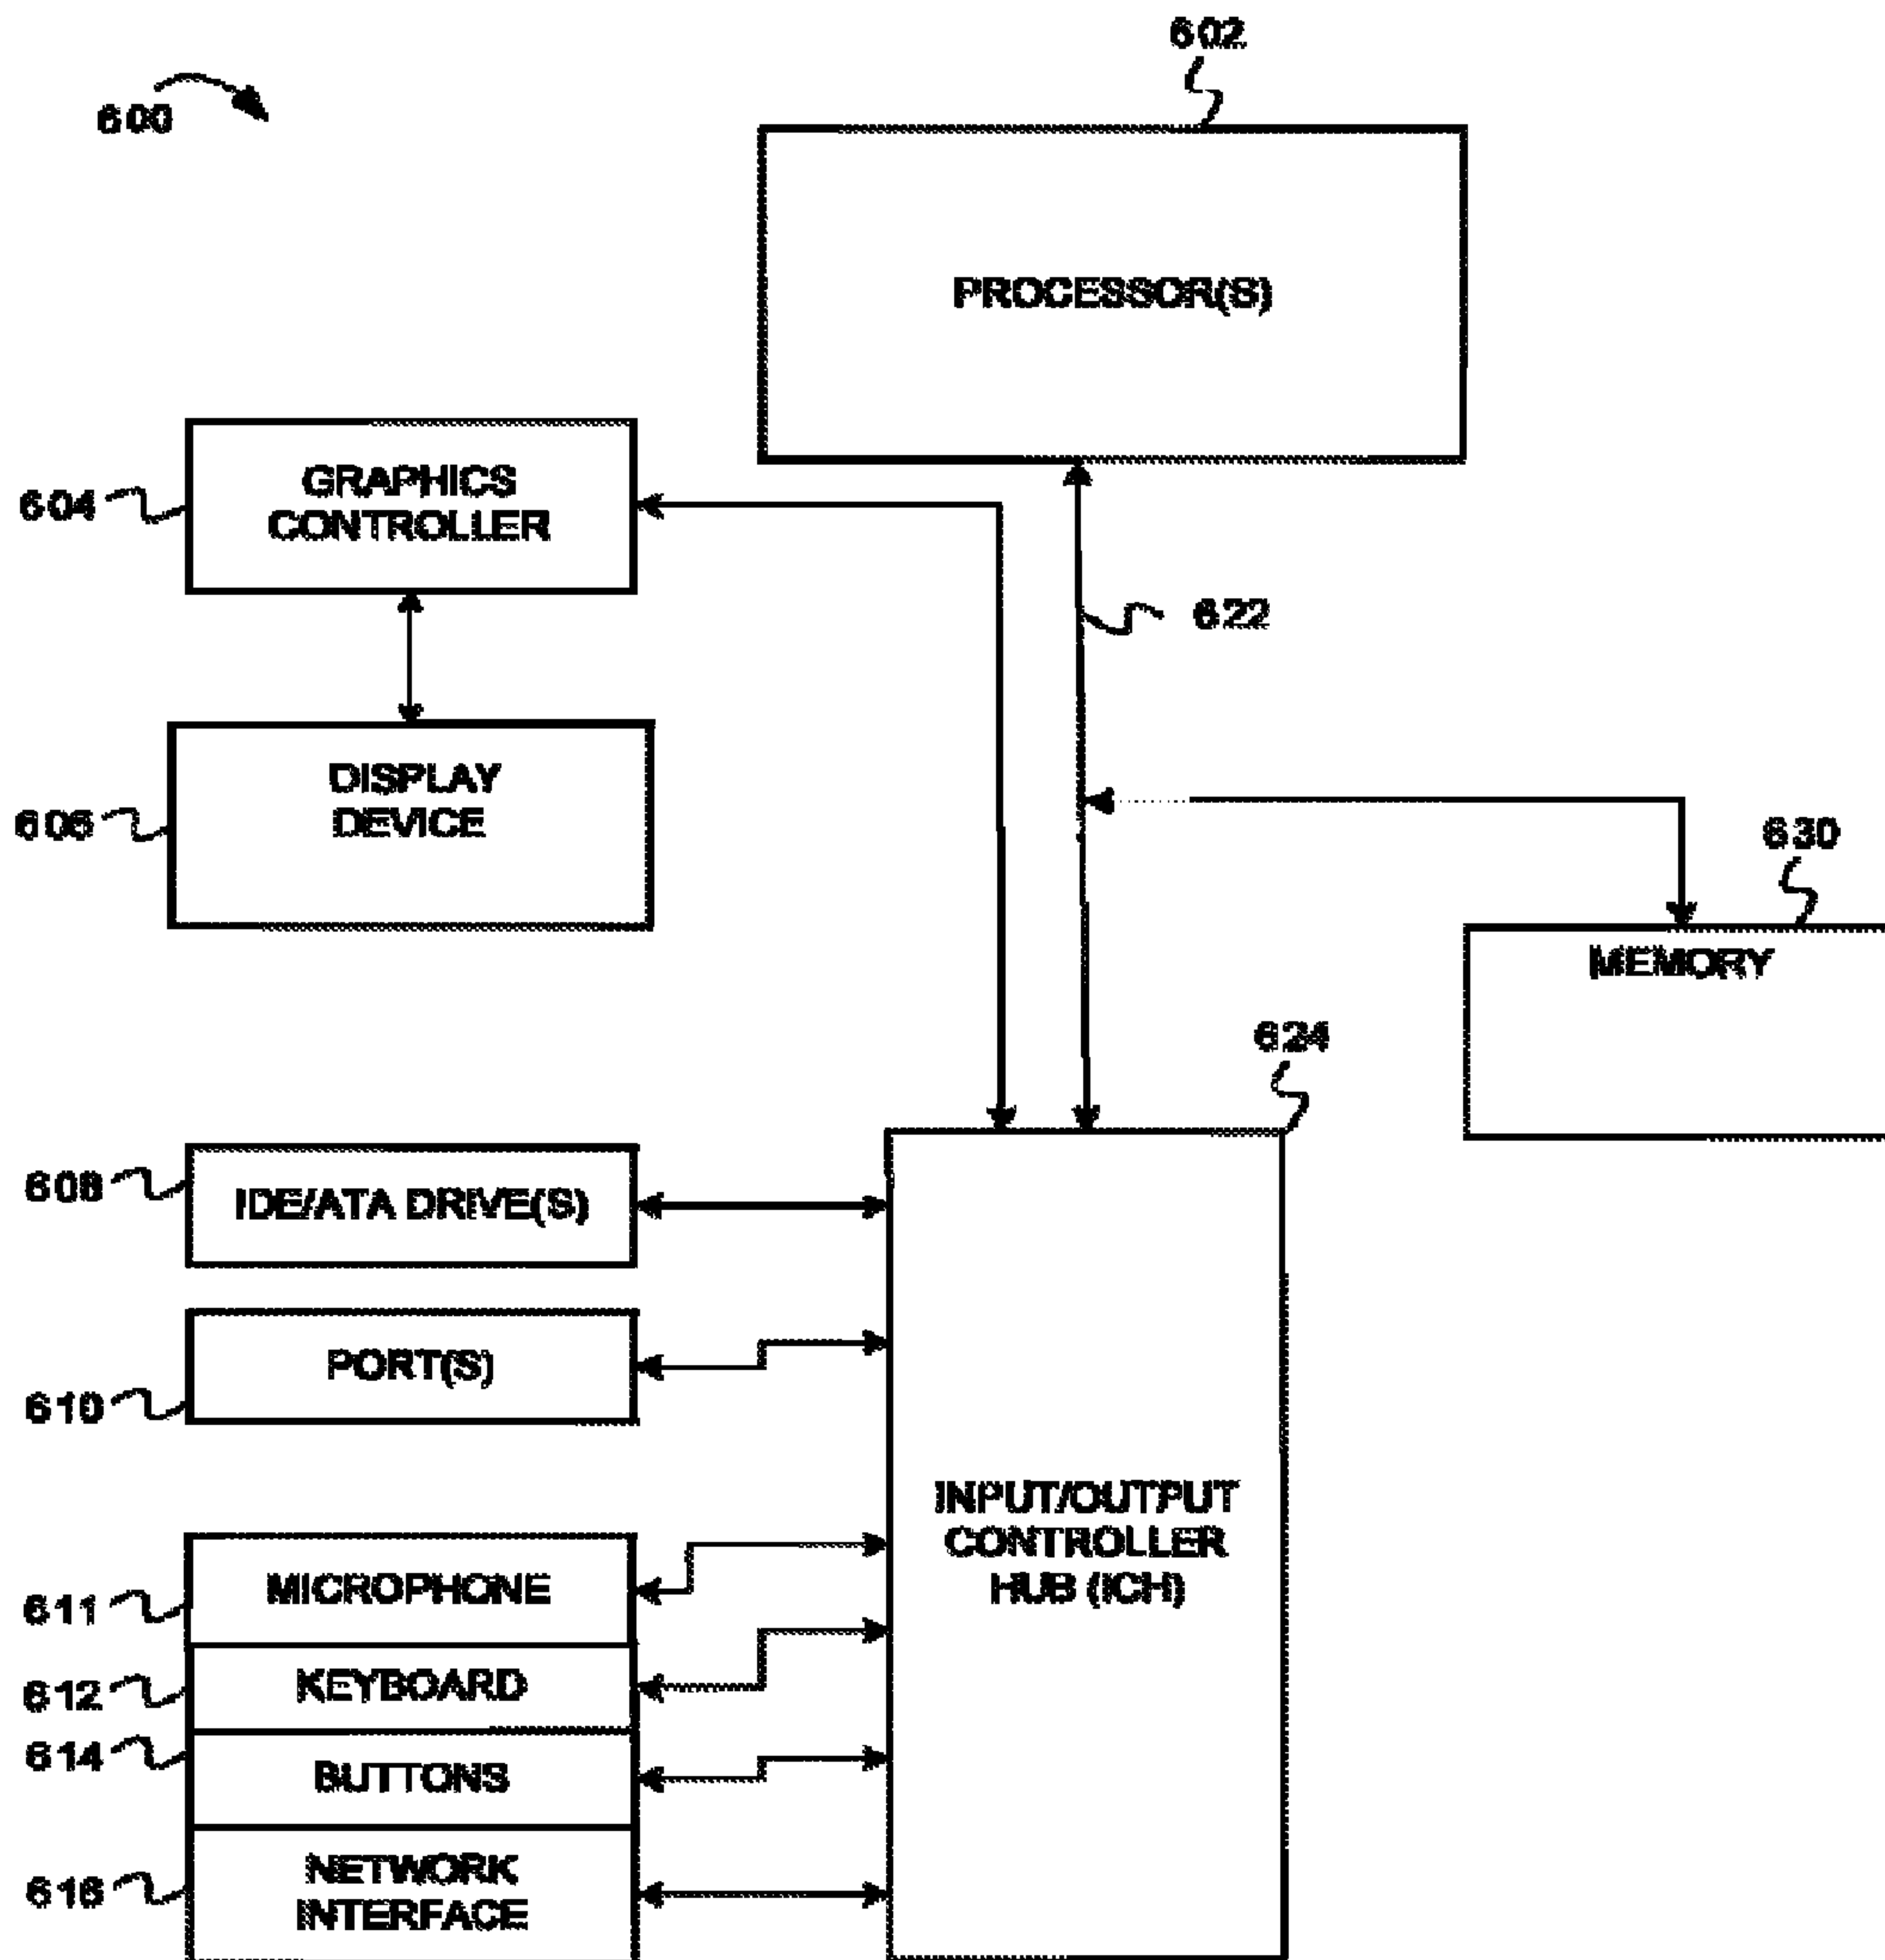 602
600
PROCESSOR(S)
604
GRAPHICS
CONTROLLER
622
606
DISPLAY
DEVICE
630
MEMORY
624
608
IDE/ATA DRIVE(S)
PORT(S)
610
INPUT/OUTPUT
CONTROLLER
HUB (ICH)
611
MICROPHONE
612
KEYBOARD
614
BUTTONS
616
NETWORK
INTERFACE